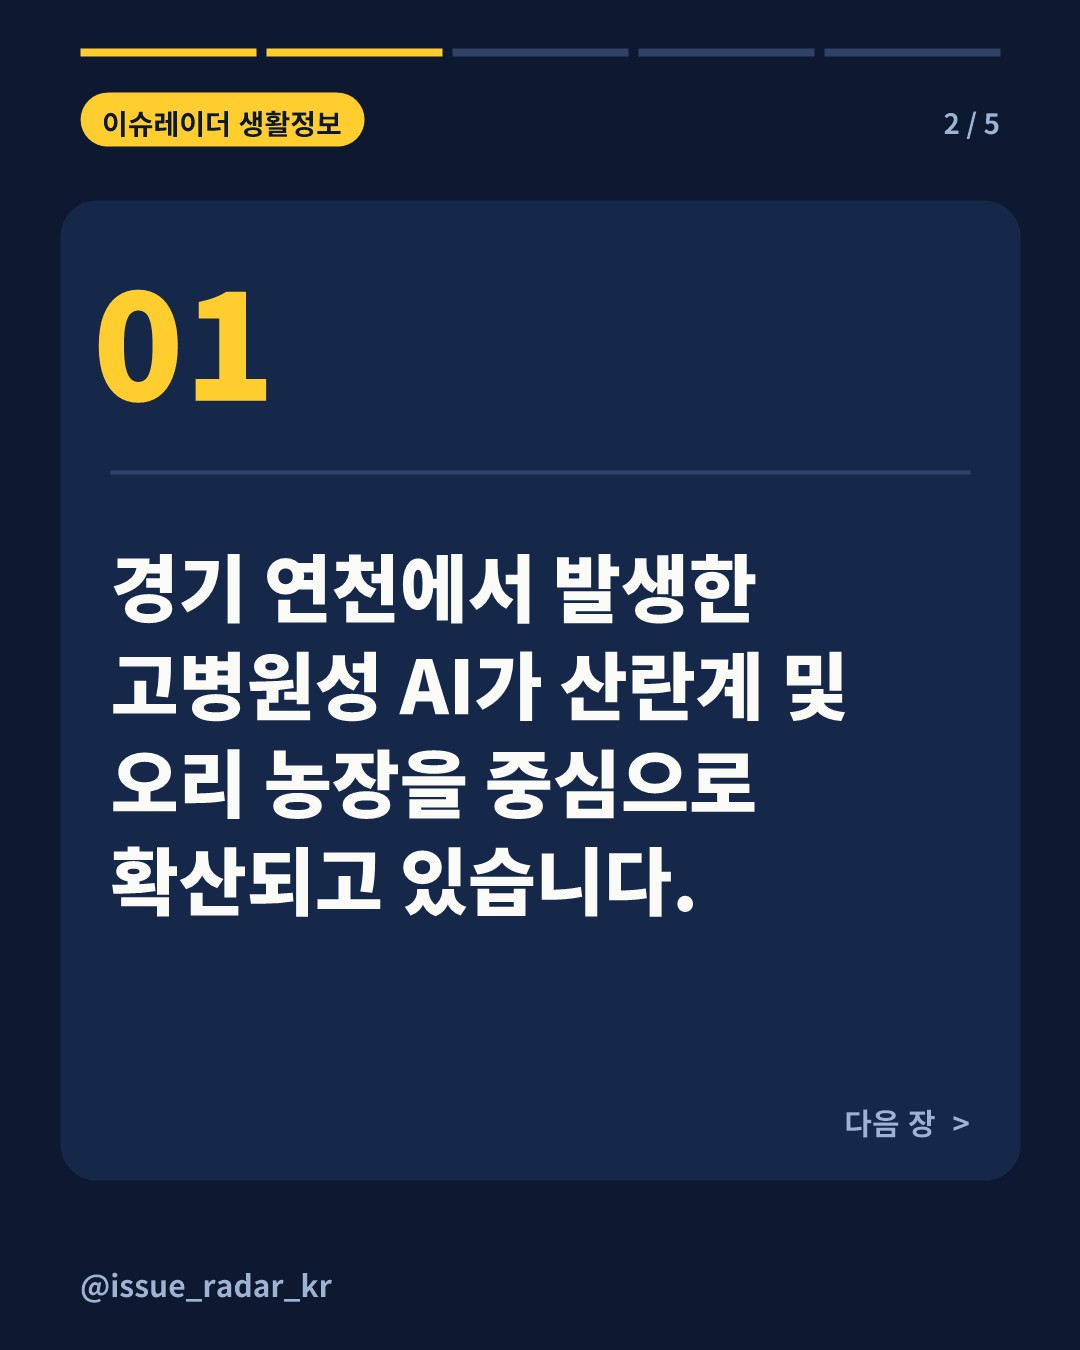 이슈레이더 생활정보
2 / 5
01
경기 연천에서 발생한
고병원성 AI가 산란계 및
오리 농장을 중심으로
확산되고 있습니다.
다음 장 >
@issue_radar_kr